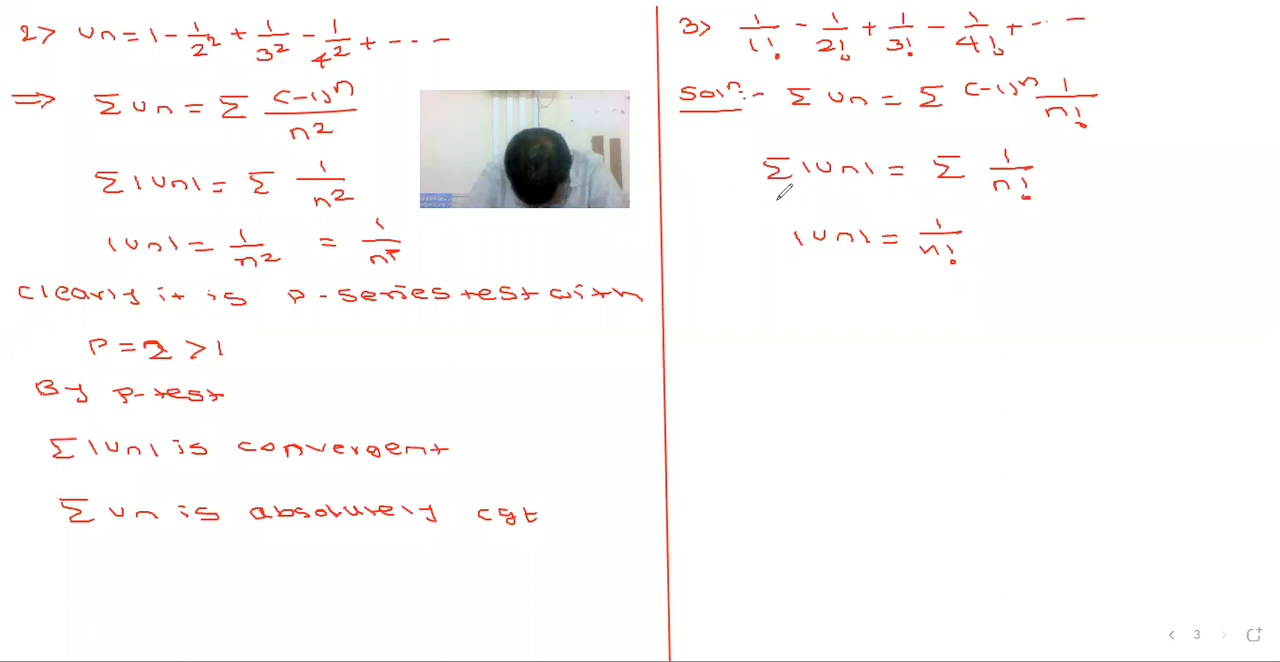 2> un = 1 - 1/2² + 1/3² - 1/4² + - - - -
⇒ Σ un = Σ (-1)ⁿ/n²
Σ |un| = Σ 1/n²
|un| = 1/n² = 1/nᵖ
clearly it is P-series test with
P = 2 > 1
By p-test
Σ |un| is convergent
Σ un is absolutely cgt
3> 1/1! - 1/2! + 1/3! - 1/4! + - - -
Solⁿ:- Σ un = Σ (-1)ⁿ 1/n!
Σ |un| = Σ 1/n!
|un| = 1/n!
3